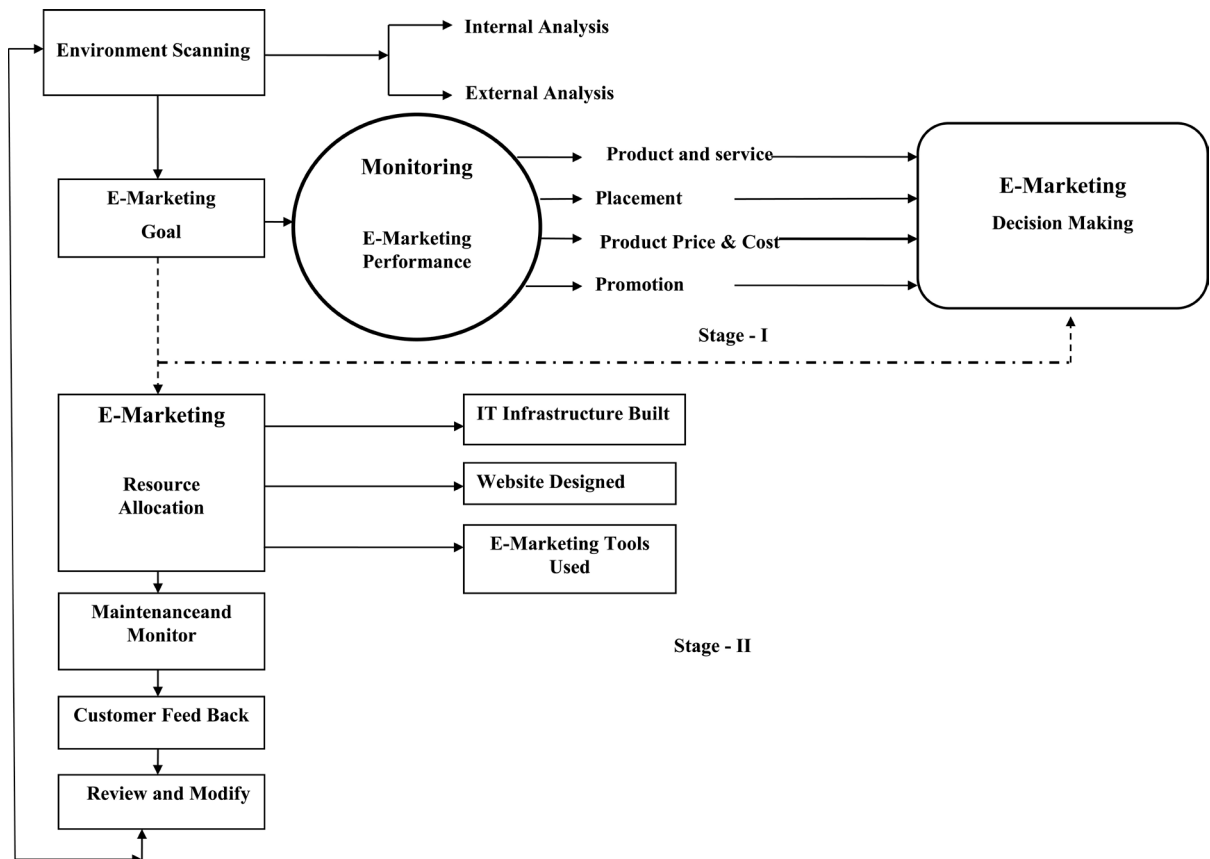 Environment Scanning
Internal Analysis
External Analysis
E-Marketing
Goal
Monitoring
E-Marketing
Performance
Product and service
Placement
Product Price & Cost
Promotion
E-Marketing
Decision Making
Stage - I
E-Marketing
Resource
Allocation
IT Infrastructure Built
Website Designed
E-Marketing Tools
Used
Maintenanceand
Monitor
Stage - II
Customer Feed Back
Review and Modify